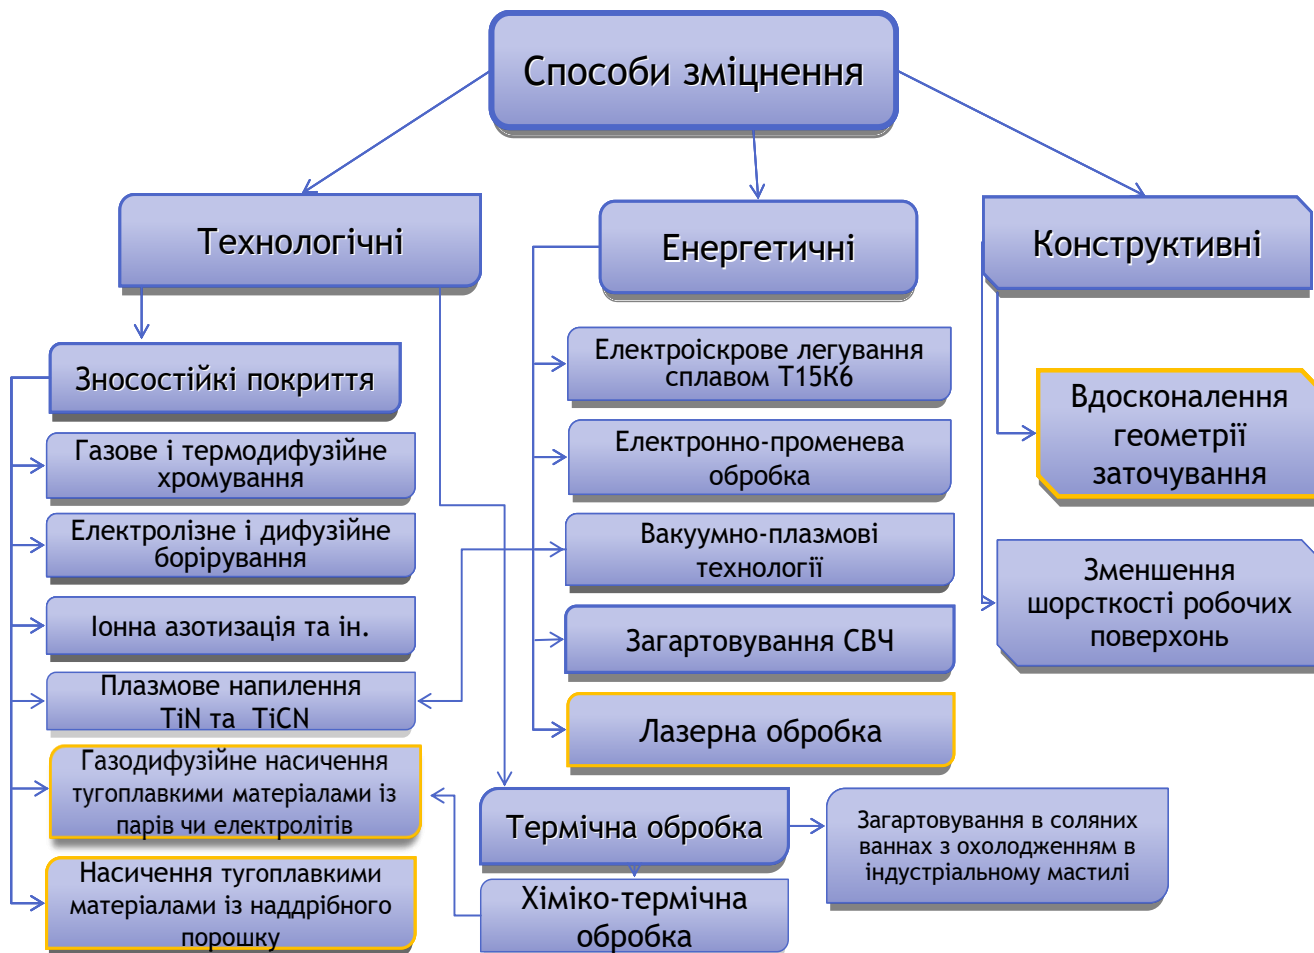 Способи зміцнення
Технологічні
Енергетичні
Конструктивні
Зносостійкі покриття
Газове і термодифузійне
хромування
Електролізне і дифузійне
борірування
Іонна азотизація та ін.
Плазмове напилення
TiN та TiCN
Газодифузійне насичення
тугоплавкими матеріалами із
парів чи електролітів
Насичення тугоплавкими
матеріалами із наддрібного
порошку
Електроіскрове легування
сплавом Т15К6
Електронно-променева
обробка
Вакуумно-плазмові
технології
Загартовування СВЧ
Лазерна обробка
Термічна обробка
Хіміко-термічна
обробка
Загартовування в соляних
ваннах з охолодженням в
індустріальному мастилі
Вдосконалення
геометрії
заточування
Зменшення
шорсткості робочих
поверхонь